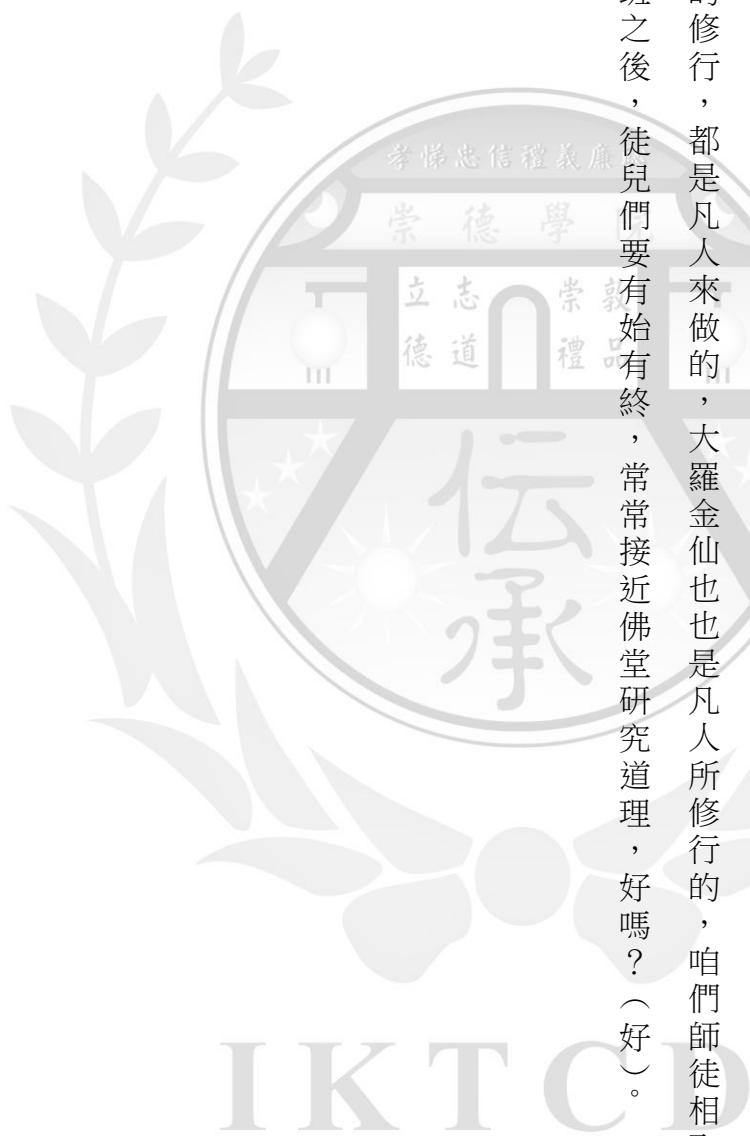 修行，都是凡人來做的，大羅金仙也也是凡人所修行的，咱們師徒相
之後，徒兒們要有始有終，常常接近佛堂研究道理，好嗎？（好）。
孝悌忠信禮義廉
崇德學
立志 崇敦
德道 禮品
伝承
IKTCD